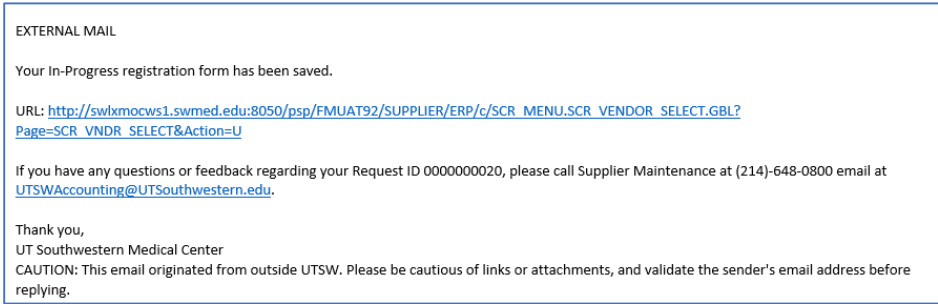 EXTERNAL MAIL
Your In-Progress registration form has been saved.
URL: http://swlxmocws1.swmed.edu:8050/psp/FMUAT92/SUPPLIER/ERP/c/SCR_MENU.SCR_VENDOR_SELECT.GBL?
Page=SCR_VNDR_SELECT&Action=U
If you have any questions or feedback regarding your Request ID 0000000020, please call Supplier Maintenance at (214)-648-0800 email at
UTSWAccounting@UTSouthwestern.edu.
Thank you,
UT Southwestern Medical Center
CAUTION: This email originated from outside UTSW. Please be cautious of links or attachments, and validate the sender's email address before
replying.